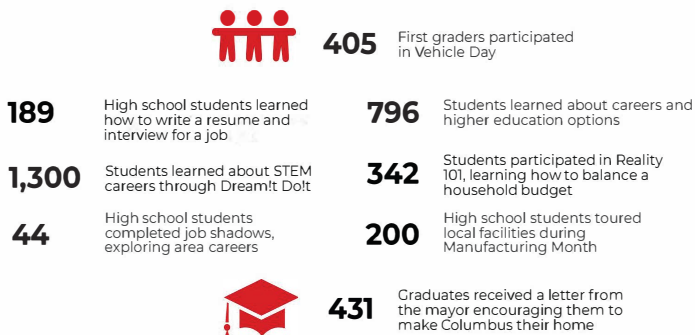 405
First graders participated
in Vehicle Day
189
High school students learned
how to write a resume and
interview for a job
796
Students learned about careers and
higher education options
1,300
Students learned about STEM
careers through Dream!t Do!t
342
Students participated in Reality
101, learning how to balance a
household budget
44
High school students
completed job shadows,
exploring area careers
200
High school students toured
local facilities during
Manufacturing Month
431
Graduates received a letter from
the mayor encouraging them to
make Columbus their home